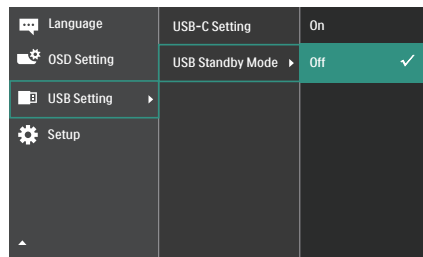 Language
OSD Setting
USB Setting
Setup
USB-C Setting
USB Standby Mode
On
Off